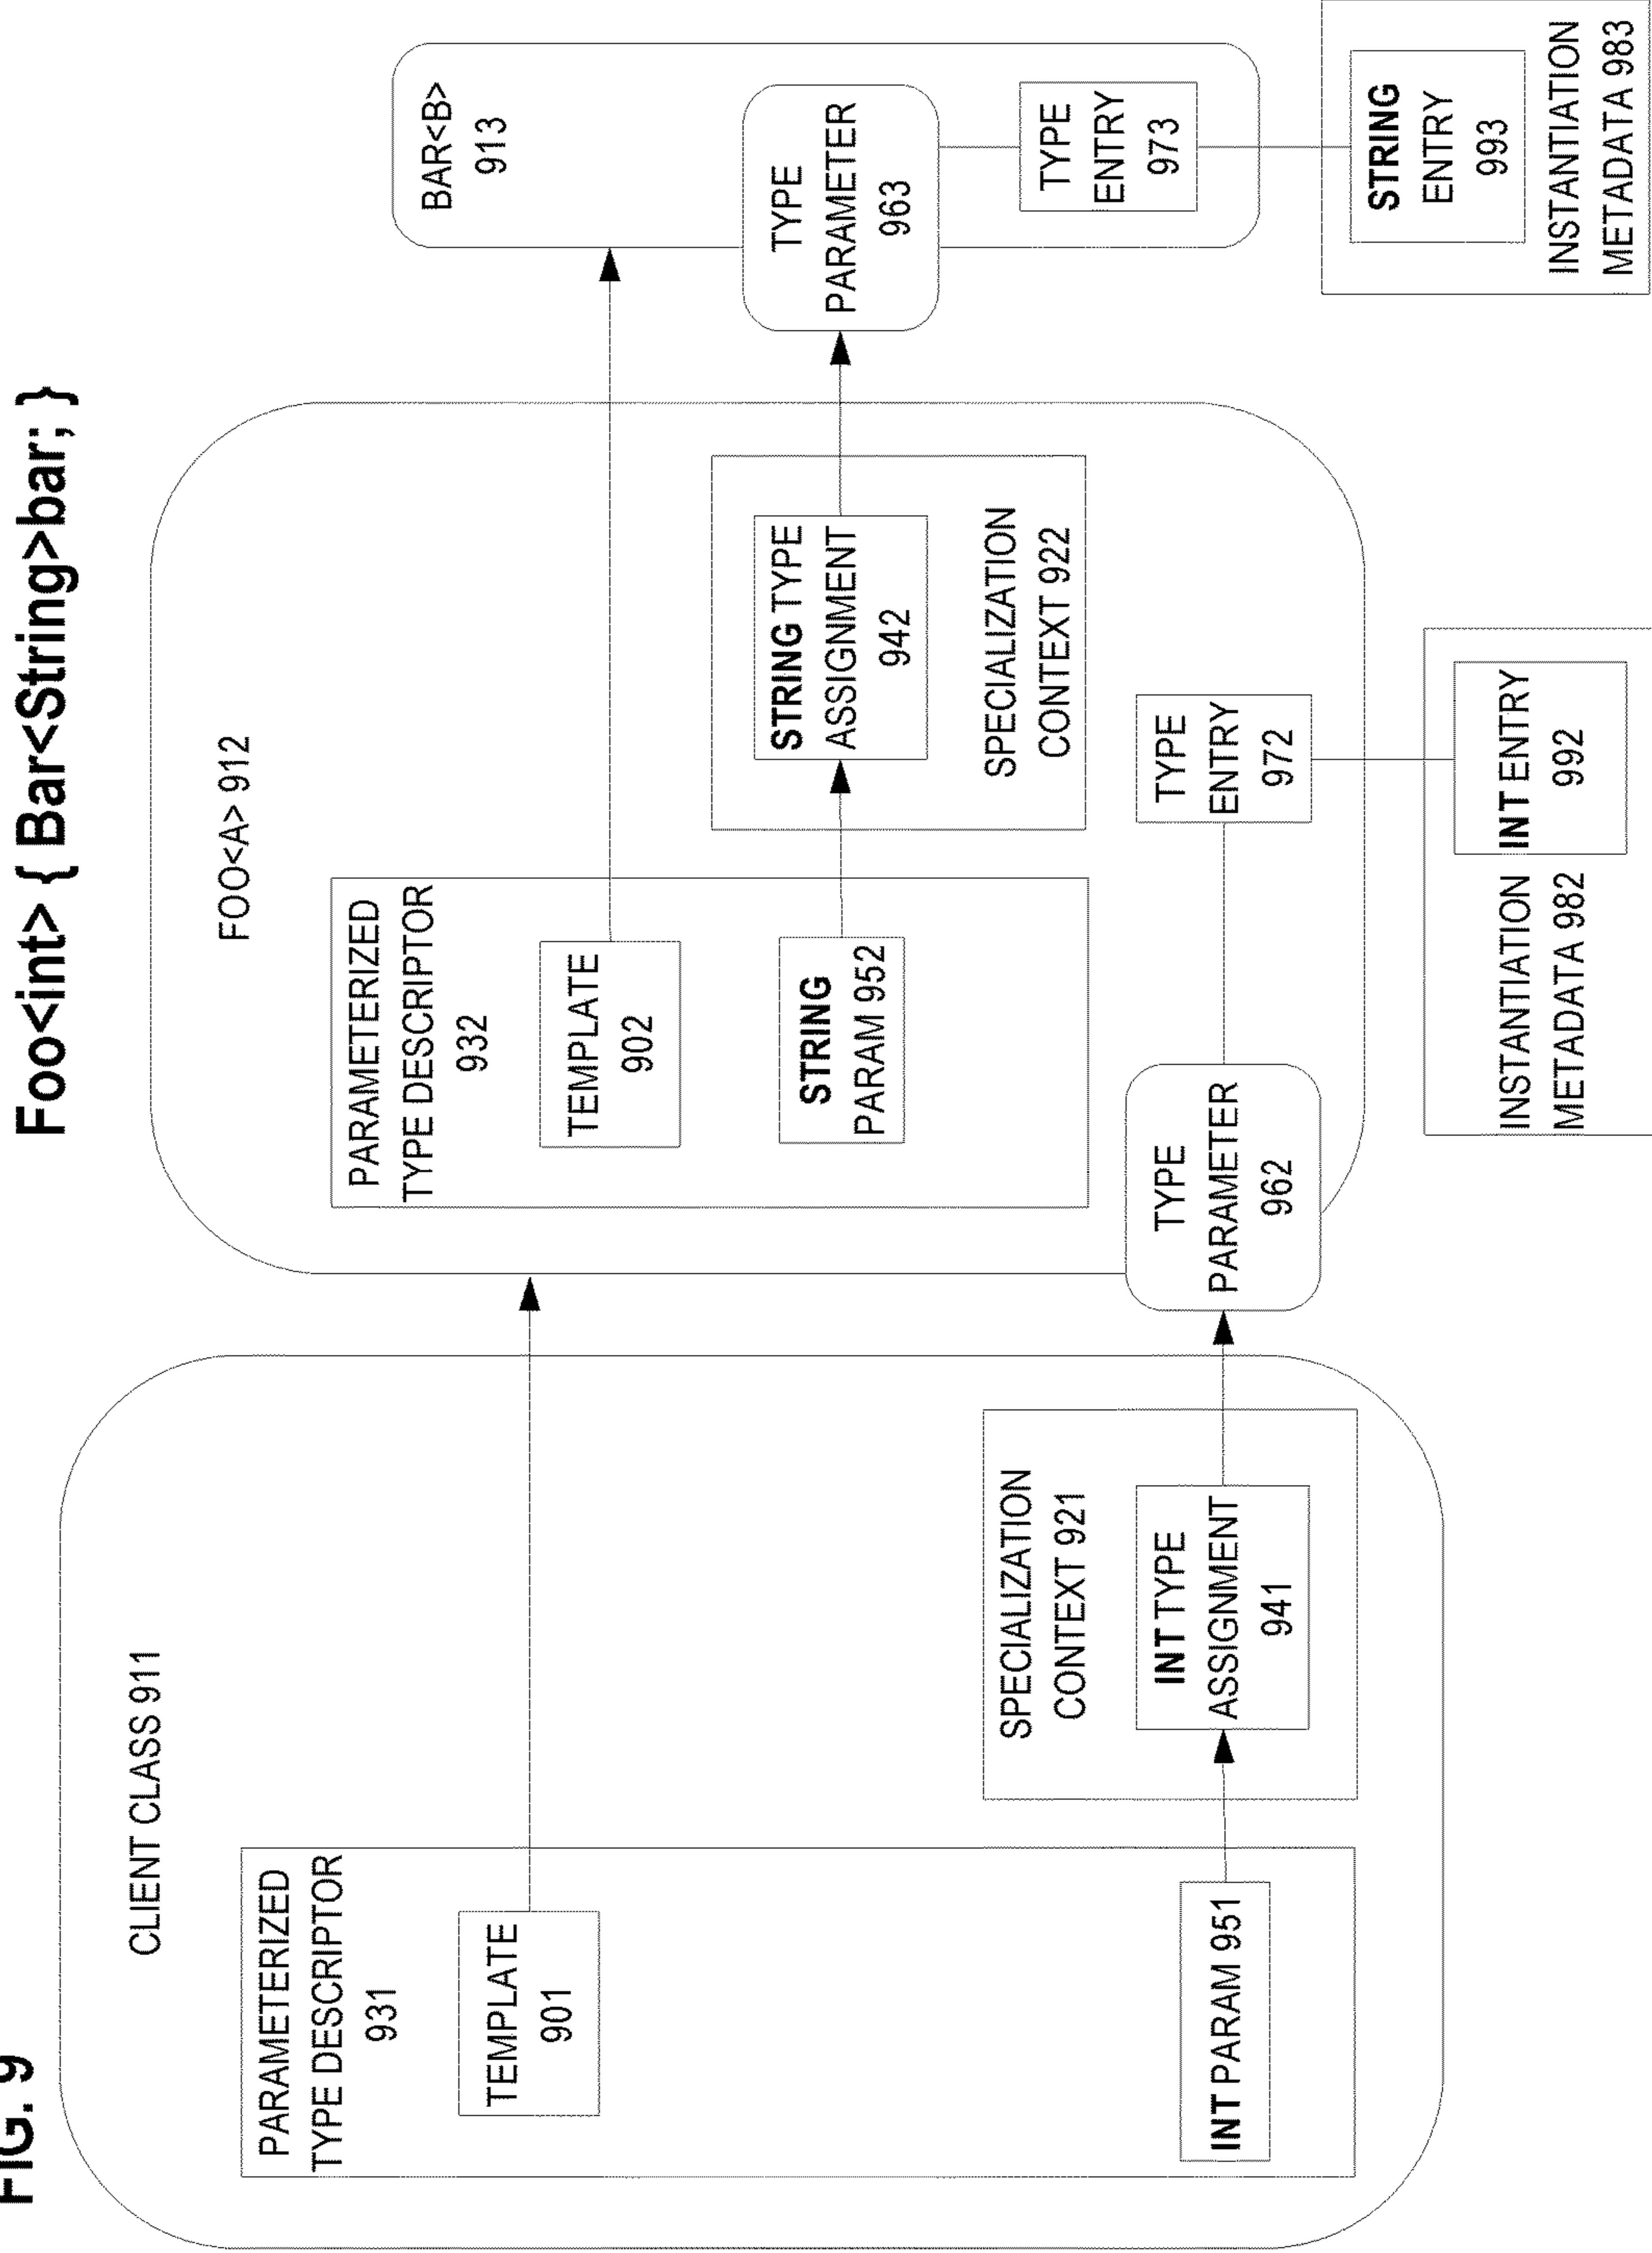 FIG. 9
Foo<int> { Bar<String>bar; }
CLIENT CLASS 911
PARAMETERIZED
TYPE DESCRIPTOR
931
TEMPLATE
901
INT PARAM 951
SPECIALIZATION
CONTEXT 921
INT TYPE
ASSIGNMENT
941
FOO<A> 912
PARAMETERIZED
TYPE DESCRIPTOR
932
TEMPLATE
902
STRING
PARAM 952
STRING TYPE
ASSIGNMENT
942
SPECIALIZATION
CONTEXT 922
TYPE
PARAMETER
962
TYPE
ENTRY
972
INSTANTIATION
METADATA 982
INT ENTRY
992
BAR<B>
913
TYPE
PARAMETER
963
TYPE
ENTRY
973
STRING
ENTRY
993
INSTANTIATION
METADATA 983